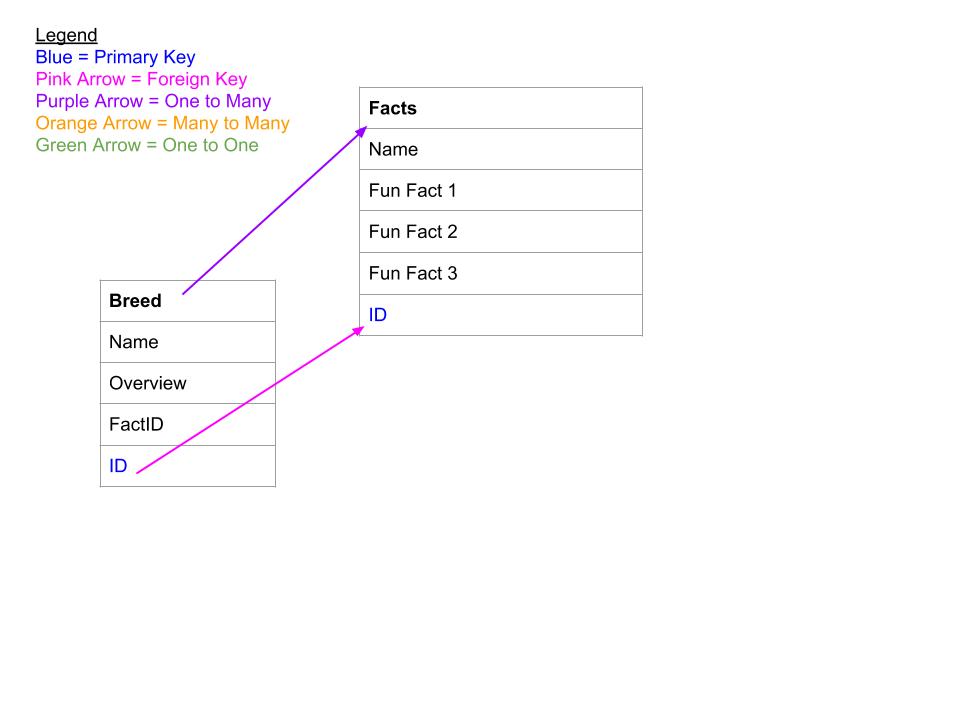 Legend
Blue = Primary Key
Pink Arrow = Foreign Key
Purple Arrow = One to Many
Orange Arrow = Many to Many
Green Arrow = One to One
Facts
Name
Fun Fact 1
Fun Fact 2
Fun Fact 3
ID
Breed
Name
Overview
FactID
ID